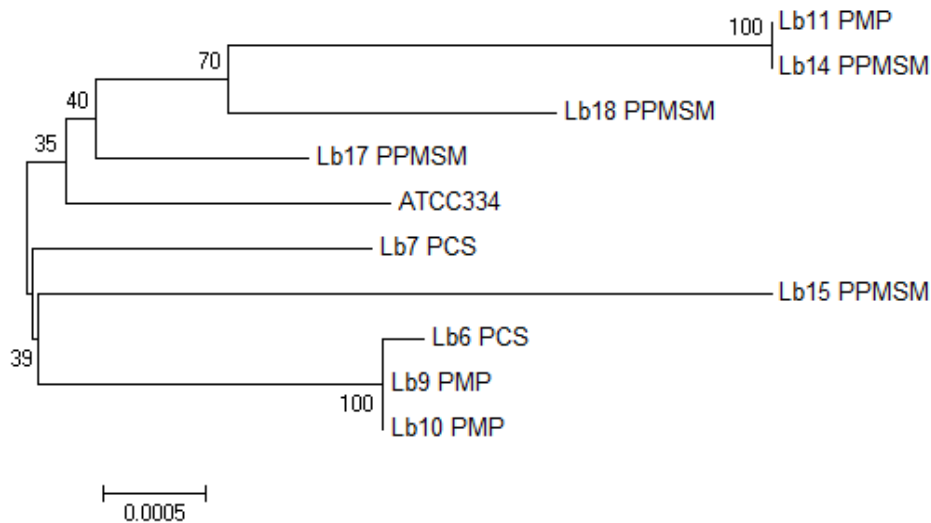 100
Lb11 PMP
Lb14 PPMSM
70
Lb18 PPMSM
40
Lb17 PPMSM
35
ATCC334
Lb7 PCS
Lb15 PPMSM
39
Lb6 PCS
Lb9 PMP
100
Lb10 PMP
0.0005